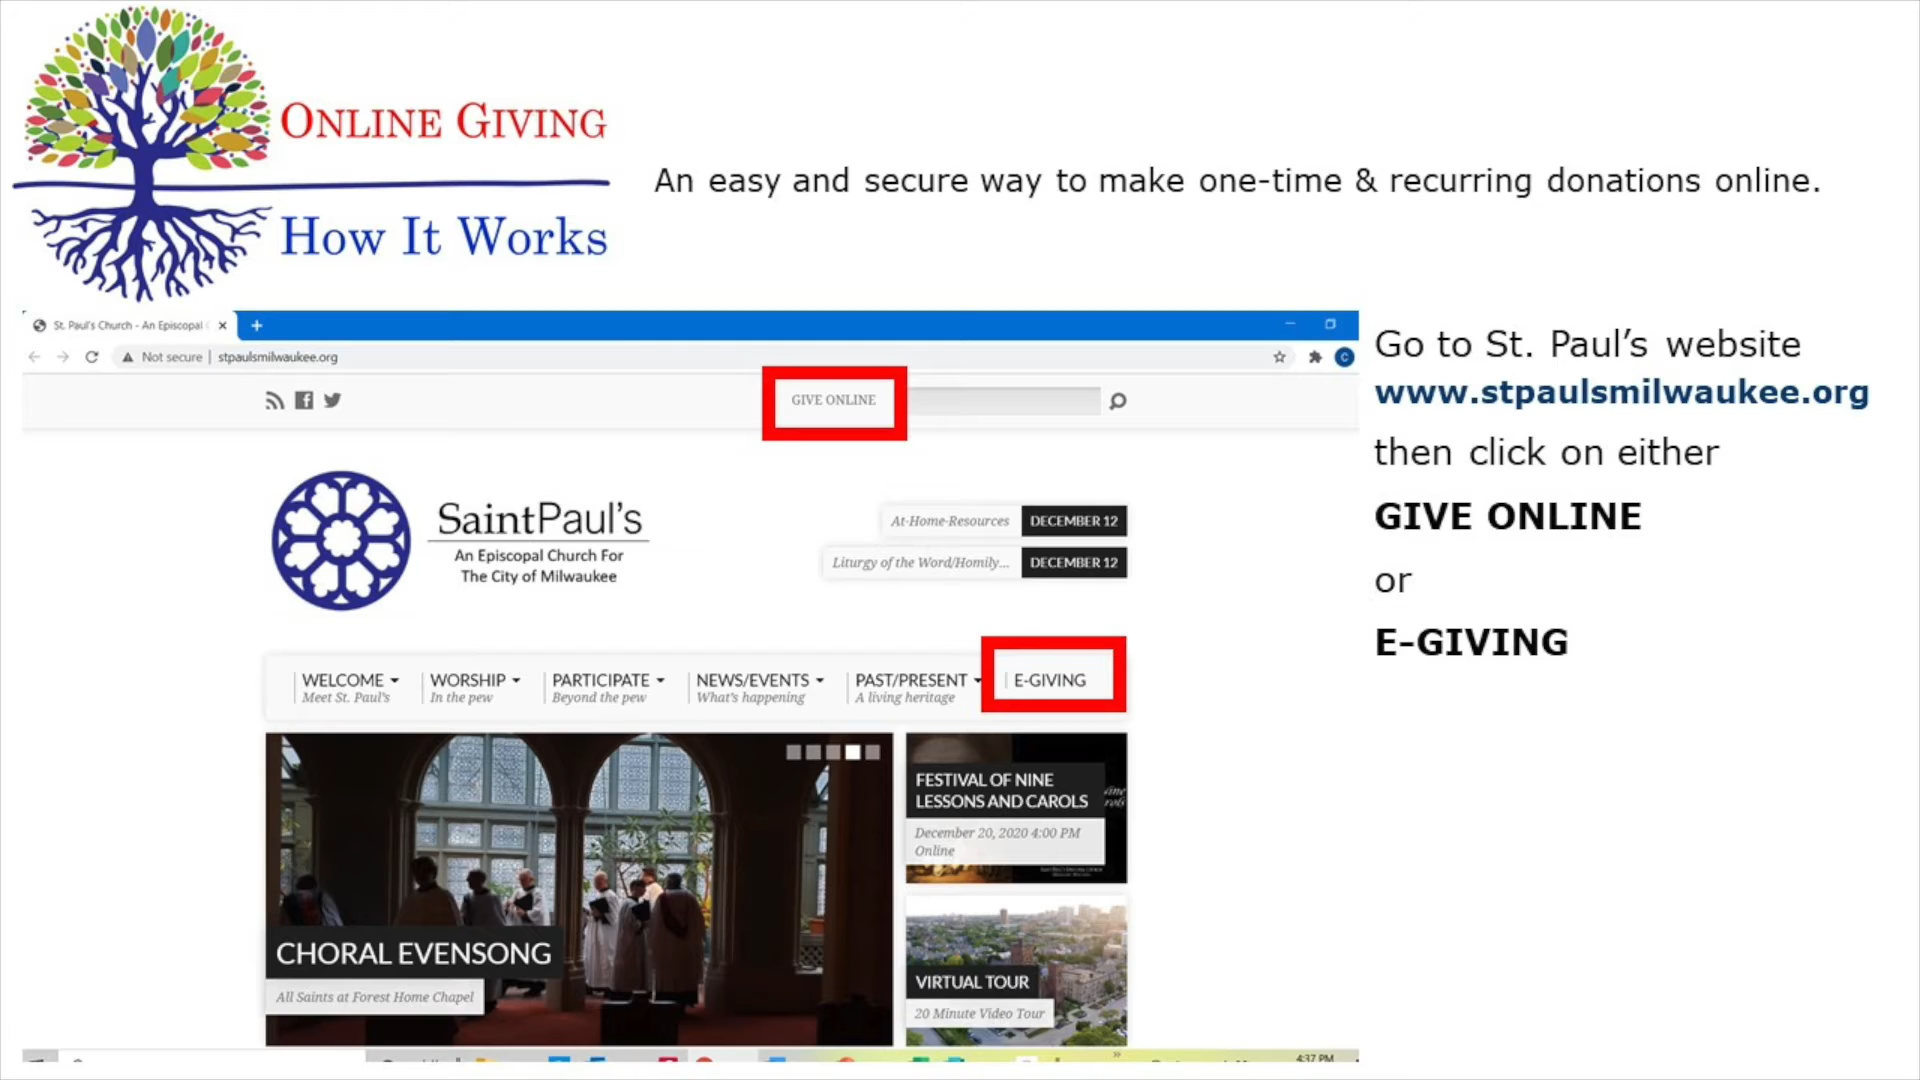 ONLINE GIVING
How It Works
An easy and secure way to make one-time & recurring donations online.
St. Paul's Church - An Episcopal
Not secure | stpaulsmilwaukee.org
GIVE ONLINE
SaintPaul's
An Episcopal Church For
The City of Milwaukee
At-Home-Resources DECEMBER 12
Liturgy of the Word/Homily... DECEMBER 12
WELCOME WORSHIP PARTICIPATE NEWS/EVENTS PAST/PRESENT E-GIVING
Meet St. Paul's In the pew Beyond the pew What's happening A living heritage
CHORAL EVENSONG
All Saints at Forest Home Chapel
FESTIVAL OF NINE
LESSONS AND CAROLS
December 20, 2020 4:00 PM
Online
VIRTUAL TOUR
20 Minute Video Tour
4:37 PM
Go to St. Paul's website
www.stpaulsmilwaukee.org
then click on either
GIVE ONLINE
or
E-GIVING